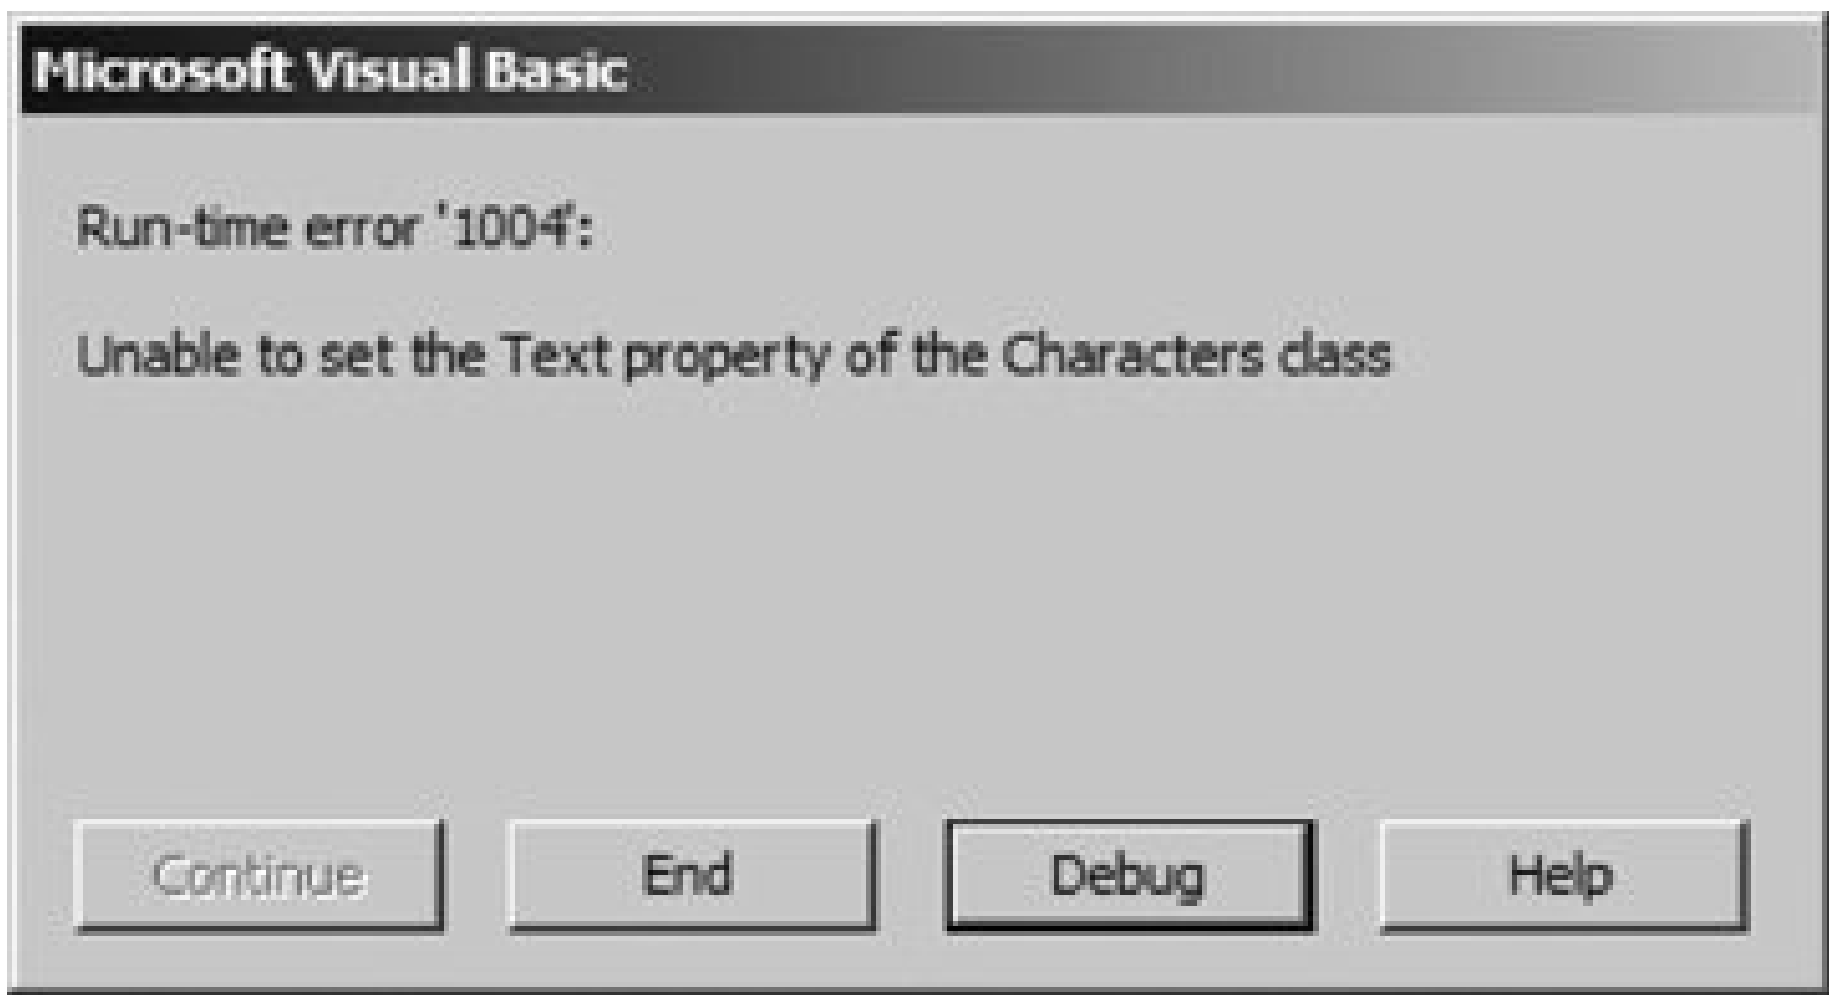 Microsoft Visual Basic
Run-time error '1004':
Unable to set the Text property of the Characters class
Continue End Debug Help